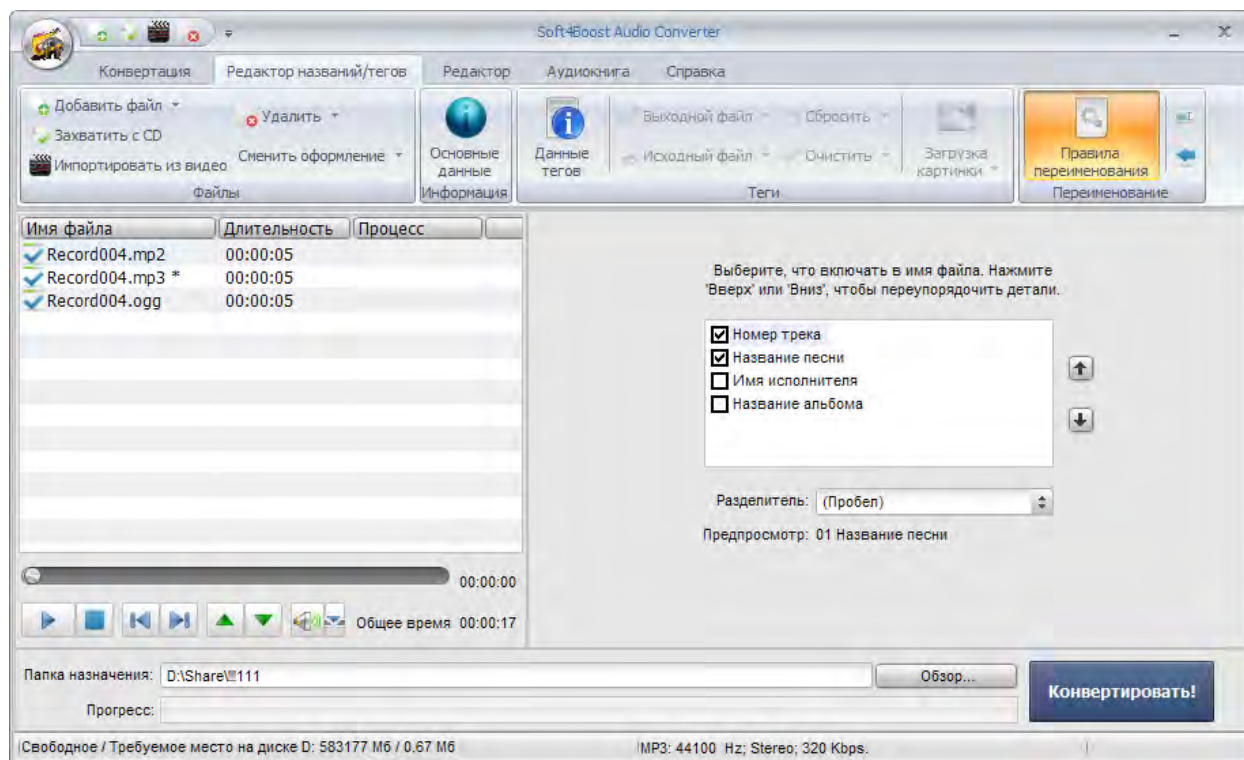 Soft4Boost Audio Converter
Конвертация Редактор названий/тегов Редактор Аудиокнига Справка
Добавить файл
Захватить с CD
Импортировать из видео
Удалить
Сменить оформление
Файлы
Основные данные
Информация
Данные тегов
Выходной файл
Исходный файл
Сбросить
Очистить
Загрузка картинки
Теги
Правила переименования
Переименование
Имя файла Длительность Процесс
Record004.mp2 00:00:05
Record004.mp3 * 00:00:05
Record004.ogg 00:00:05
00:00:00
Общее время 00:00:17
Выберите, что включать в имя файла. Нажмите
'Вверх' или 'Вниз', чтобы переупорядочить детали.
Номер трека
Название песни
Имя исполнителя
Название альбома
Разделитель: (Пробел)
Предпросмотр: 01 Название песни
Папка назначения: D:\Share\!!!111 Обзор...
Прогресс:
Конвертировать!
Свободное / Требуемое место на диске D: 583177 Мб / 0.67 Мб MP3: 44100 Hz; Stereo; 320 Kbps.